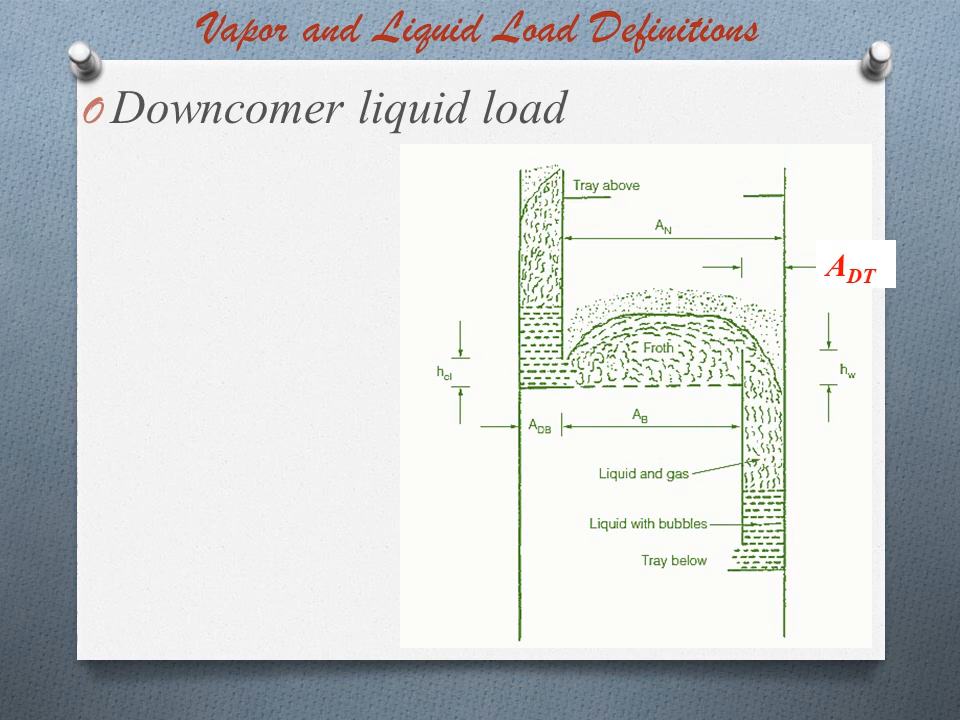 Vapor and Liquid Load Definitions
O Downcomer liquid load
Tray above
AN
ADT
Froth
hcl
hw
ADB
AB
Liquid and gas
Liquid with bubbles
Tray below